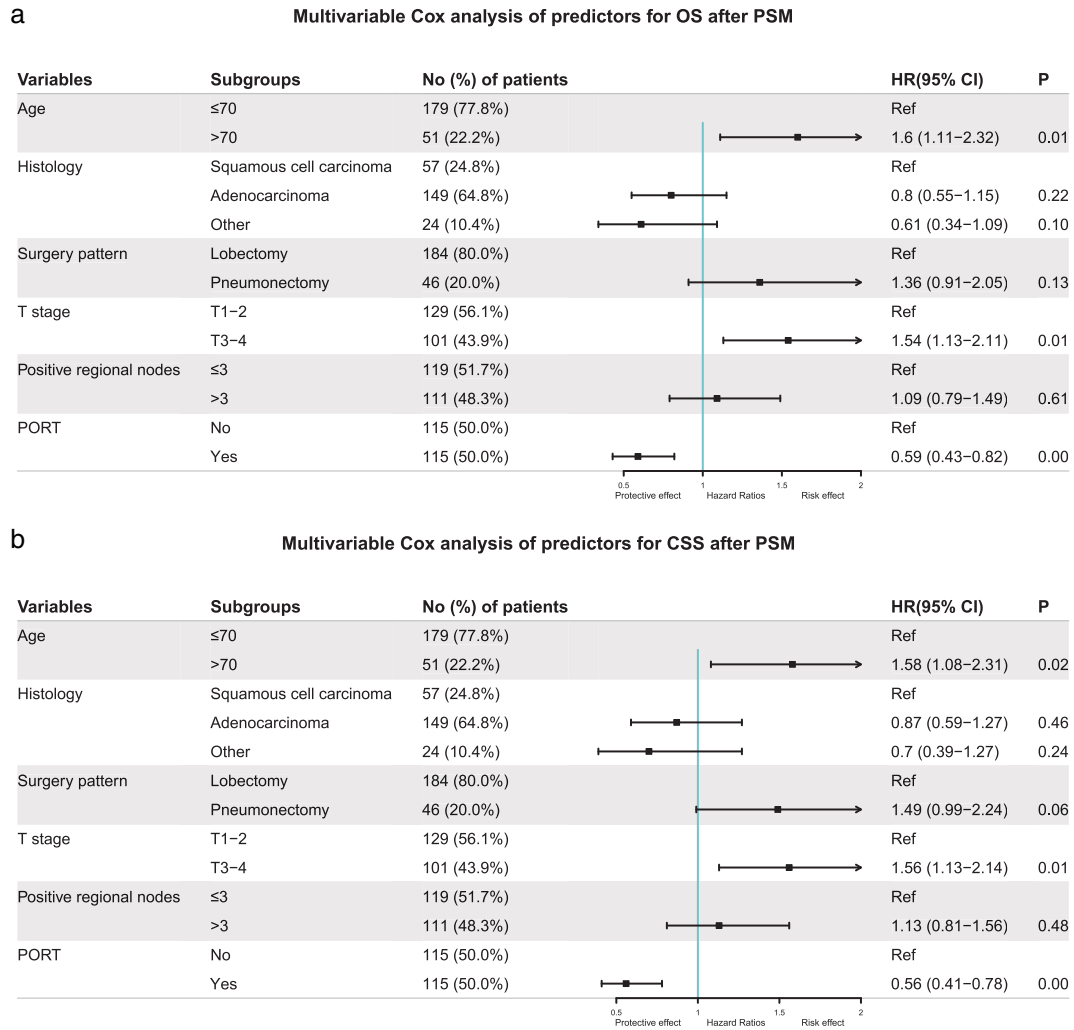 a
Multivariable Cox analysis of predictors for OS after PSM
Variables Subgroups No (%) of patients HR(95% CI) P
Age ≤70 179 (77.8%) Ref
>70 51 (22.2%) 1.6 (1.11−2.32) 0.01
Histology Squamous cell carcinoma 57 (24.8%) Ref
Adenocarcinoma 149 (64.8%) 0.8 (0.55−1.15) 0.22
Other 24 (10.4%) 0.61 (0.34−1.09) 0.10
Surgery pattern Lobectomy 184 (80.0%) Ref
Pneumonectomy 46 (20.0%) 1.36 (0.91−2.05) 0.13
T stage T1−2 129 (56.1%) Ref
T3−4 101 (43.9%) 1.54 (1.13−2.11) 0.01
Positive regional nodes ≤3 119 (51.7%) Ref
>3 111 (48.3%) 1.09 (0.79−1.49) 0.61
PORT No 115 (50.0%) Ref
Yes 115 (50.0%) 0.59 (0.43−0.82) 0.00
0.5 1 1.5 2
Protective effect Hazard Ratios Risk effect
b
Multivariable Cox analysis of predictors for CSS after PSM
Variables Subgroups No (%) of patients HR(95% CI) P
Age ≤70 179 (77.8%) Ref
>70 51 (22.2%) 1.58 (1.08−2.31) 0.02
Histology Squamous cell carcinoma 57 (24.8%) Ref
Adenocarcinoma 149 (64.8%) 0.87 (0.59−1.27) 0.46
Other 24 (10.4%) 0.7 (0.39−1.27) 0.24
Surgery pattern Lobectomy 184 (80.0%) Ref
Pneumonectomy 46 (20.0%) 1.49 (0.99−2.24) 0.06
T stage T1−2 129 (56.1%) Ref
T3−4 101 (43.9%) 1.56 (1.13−2.14) 0.01
Positive regional nodes ≤3 119 (51.7%) Ref
>3 111 (48.3%) 1.13 (0.81−1.56) 0.48
PORT No 115 (50.0%) Ref
Yes 115 (50.0%) 0.56 (0.41−0.78) 0.00
0.5 1 1.5 2
Protective effect Hazard Ratios Risk effect